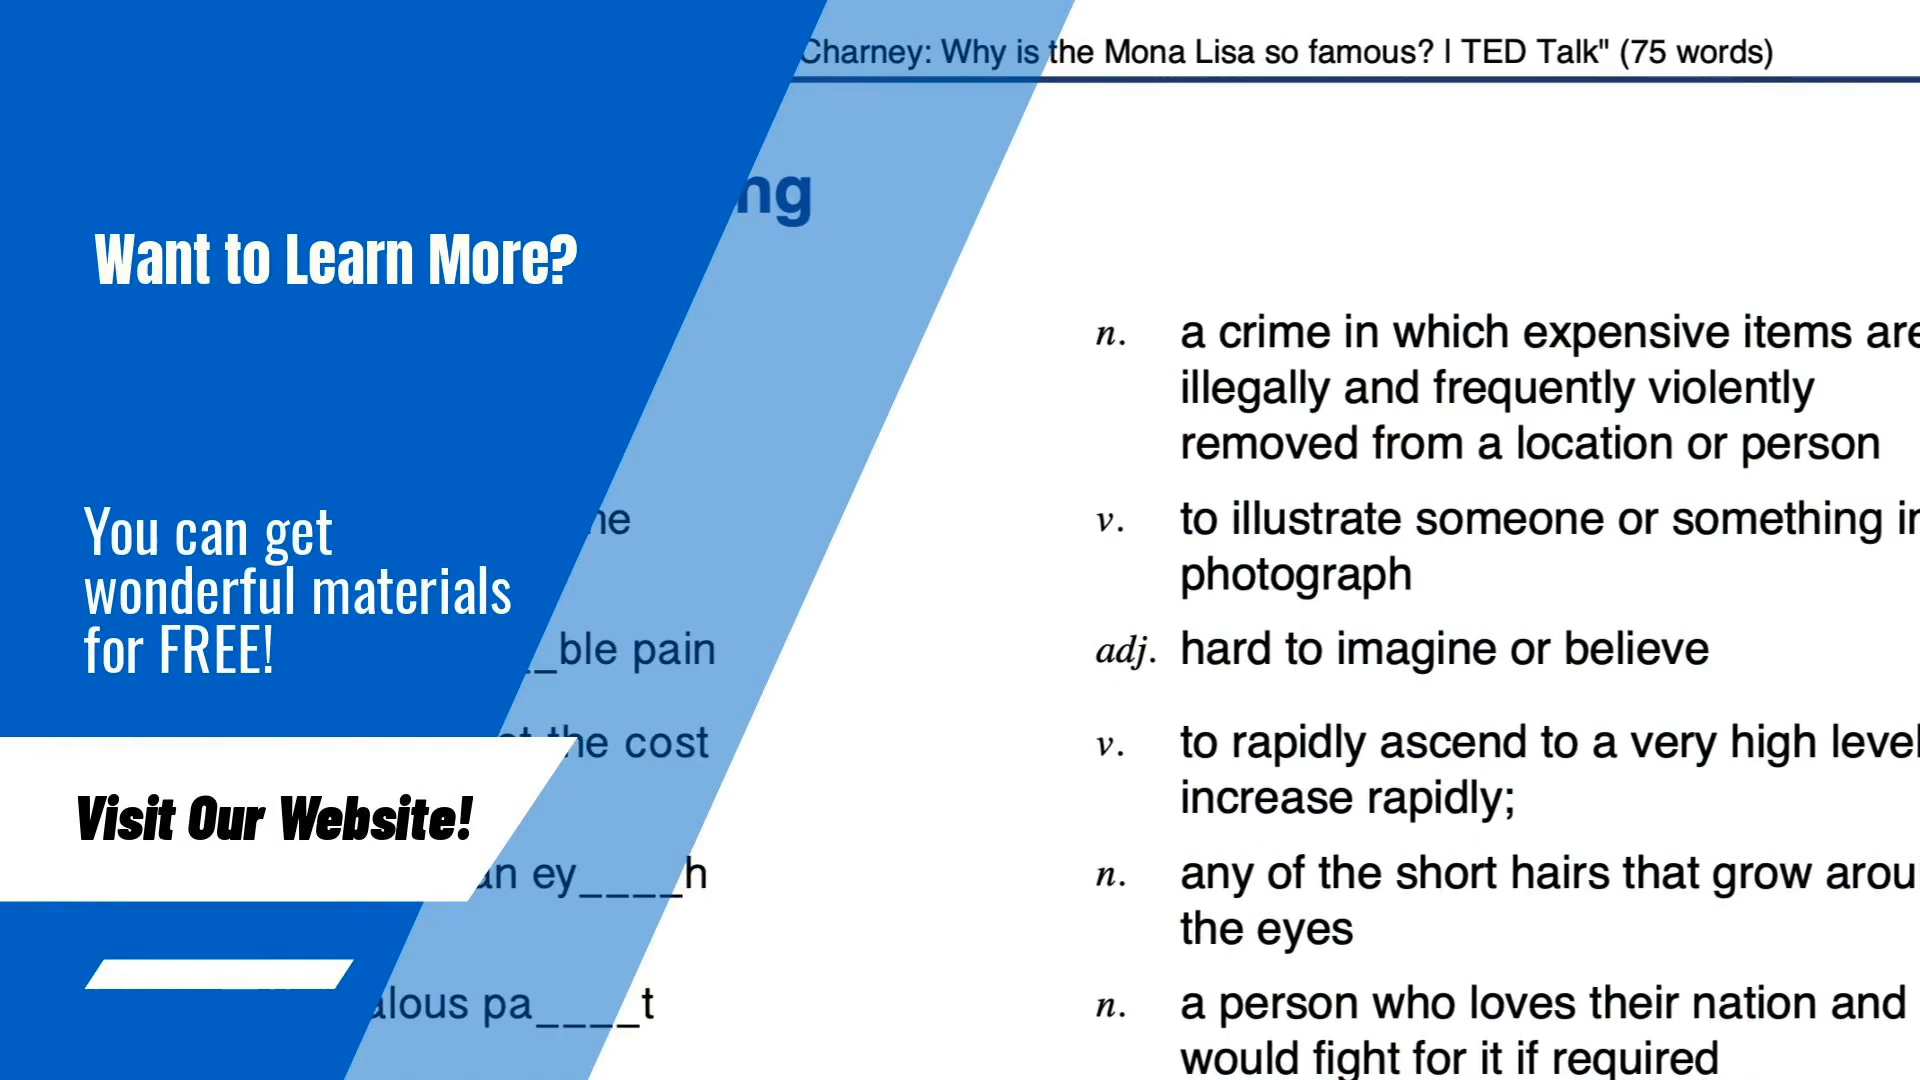 Charney: Why is the Mona Lisa so famous? | TED Talk" (75 words)
ng
Want to Learn More?
You can get
wonderful materials
for FREE!
Visit Our Website!
n. a crime in which expensive items are
illegally and frequently violently
removed from a location or person
v. to illustrate someone or something in
photograph
_ble pain adj. hard to imagine or believe
the cost v. to rapidly ascend to a very high level
increase rapidly;
an ey____h n. any of the short hairs that grow arou
the eyes
alous pa____t n. a person who loves their nation and
would fight for it if required